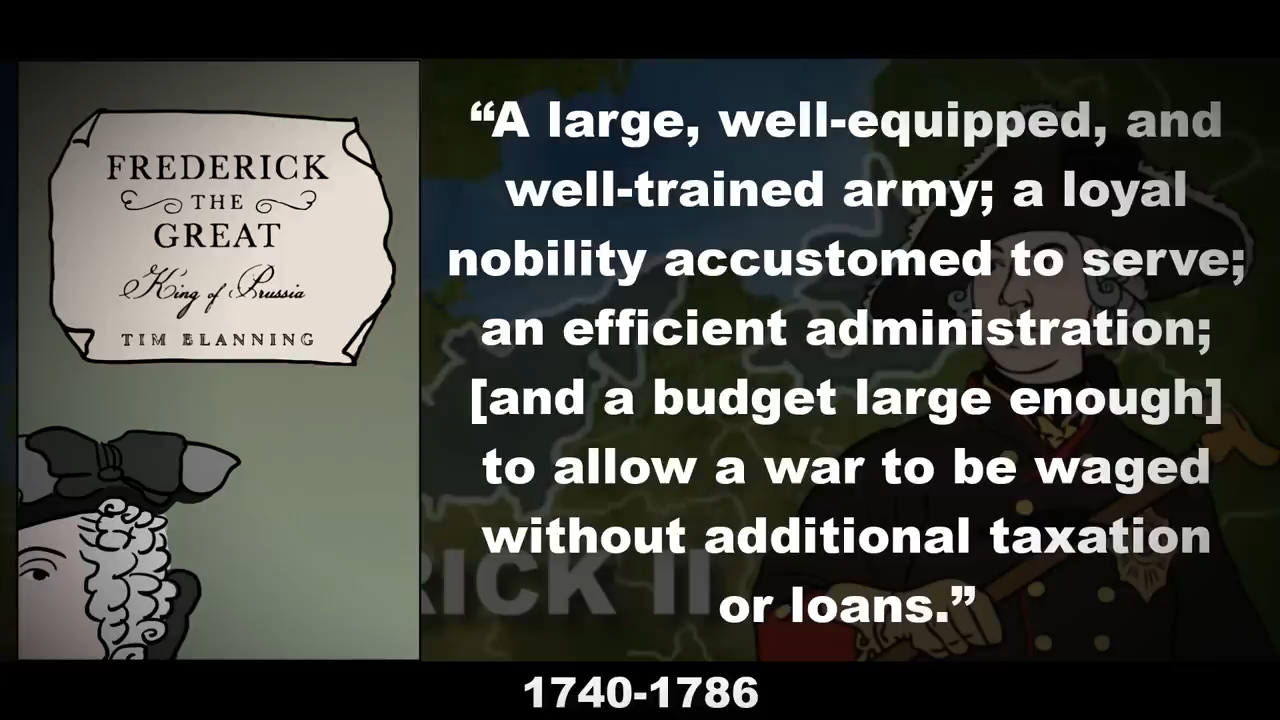 FREDERICK
THE
GREAT
King of Prussia
TIM BLANNING
“A large, well-equipped, and
well-trained army; a loyal
nobility accustomed to serve;
an efficient administration;
[and a budget large enough]
to allow a war to be waged
without additional taxation
or loans.”
RICK II
1740-1786